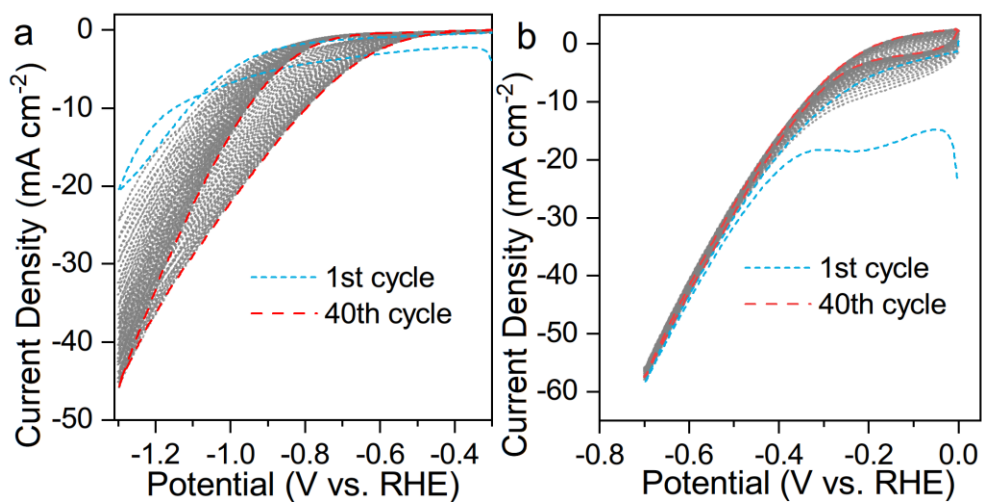 a
Current Density (mA cm-2)
0
-10
-20
-30
-40
-50
1st cycle
40th cycle
-1.2 -1.0 -0.8 -0.6 -0.4
Potential (V vs. RHE)
b
Current Density (mA cm-2)
0
-10
-20
-30
-40
-50
-60
1st cycle
40th cycle
-0.8 -0.6 -0.4 -0.2 0.0
Potential (V vs. RHE)